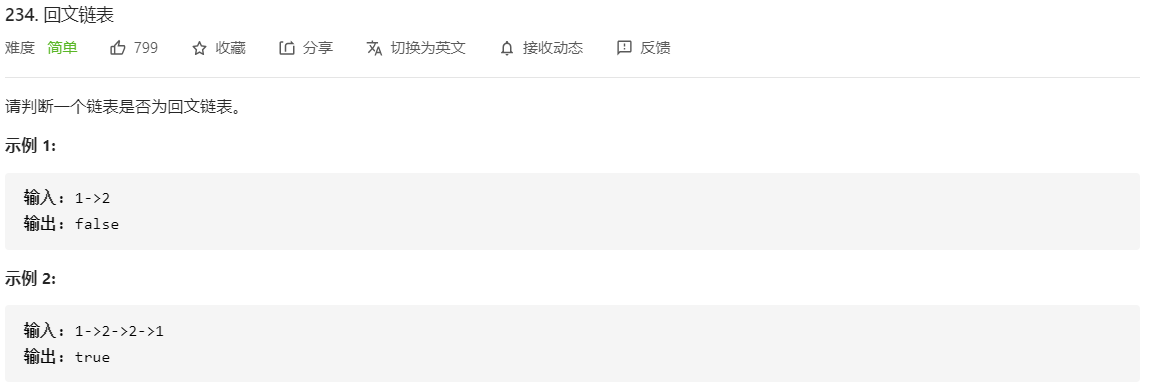 234. 回文链表
难度 简单 799 收藏 分享 切换为英文 接收动态 反馈
请判断一个链表是否为回文链表。
示例 1:
输入: 1->2
输出: false
示例 2:
输入: 1->2->2->1
输出: true